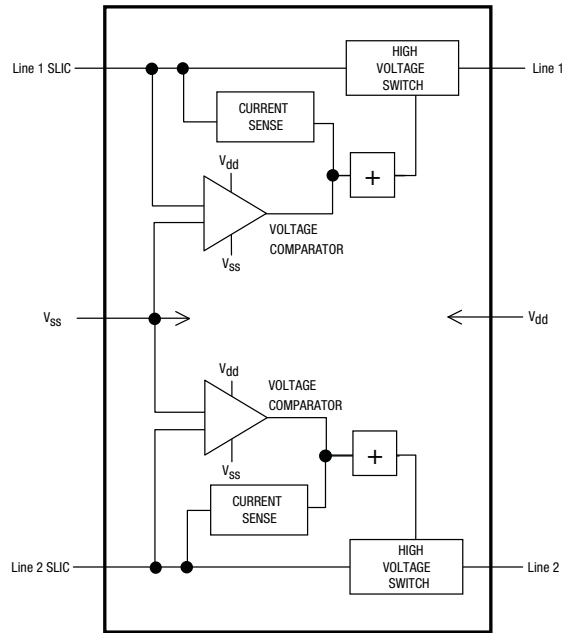 Line 1 SLIC
HIGH
VOLTAGE
SWITCH
Line 1
CURRENT
SENSE
Vdd
+
VOLTAGE
COMPARATOR
Vss
Vss
Vdd
Vdd
VOLTAGE
COMPARATOR
+
Vss
CURRENT
SENSE
Line 2 SLIC
HIGH
VOLTAGE
SWITCH
Line 2